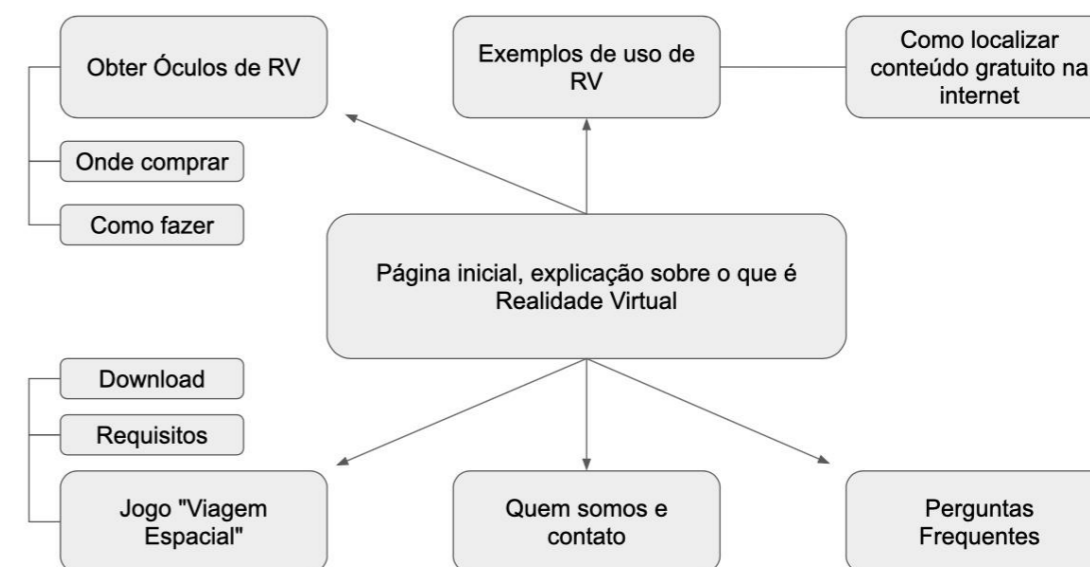 Obter Óculos de RV
Exemplos de uso de
RV
Como localizar
conteúdo gratuito na
internet
Onde comprar
Como fazer
Página inicial, explicação sobre o que é
Realidade Virtual
Download
Requisitos
Jogo "Viagem
Espacial"
Quem somos e
contato
Perguntas
Frequentes